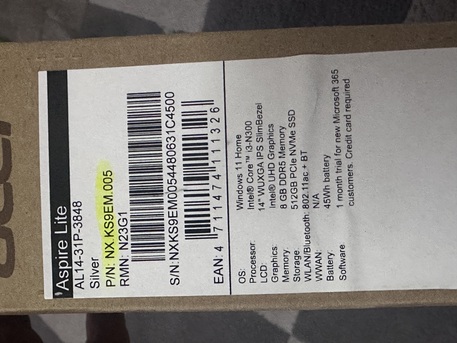 acer
Aspire Lite
AL14-31P-3848
Silver
P/N: NX.KS9EM.005
RMN: N23G1
S/N:NXKS9EM0054480631C4500
EAN: 4 711474 111326
OS: Windows 11 Home
Processor: Intel® Core™ i3-N300
LCD: 14" WUXGA IPS SlimBezel
Graphics: Intel® UHD Graphics
Memory: 8 GB DDR5 Memory
Storage: 512GB PCIe NVMe SSD
WLAN/Bluetooth: 802.11ac + BT
WWAN: N/A
Battery 45Wh battery
Software 1 month trial for new Microsoft 365
customers. Credit card required